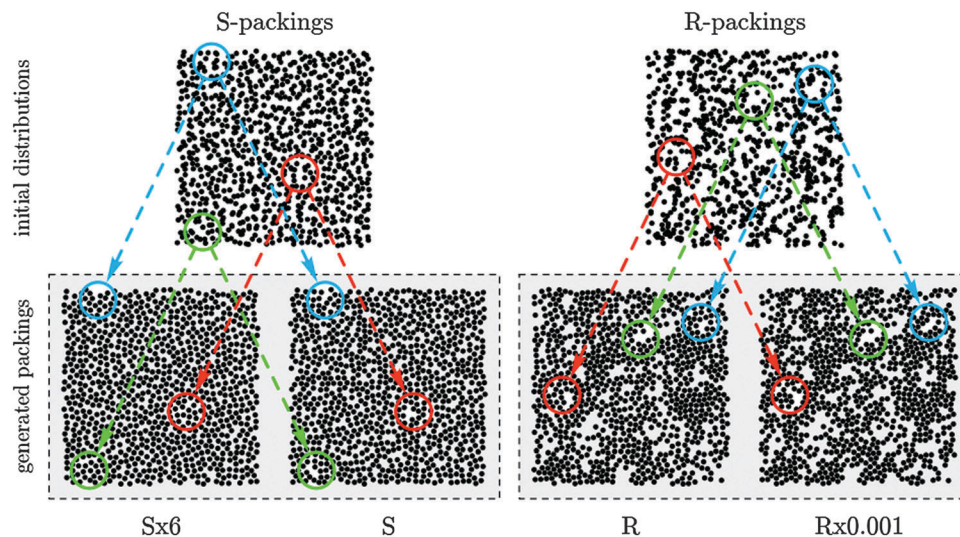 S-packings
R-packings
initial distributions
generated packings
Sx6
S
R
Rx0.001